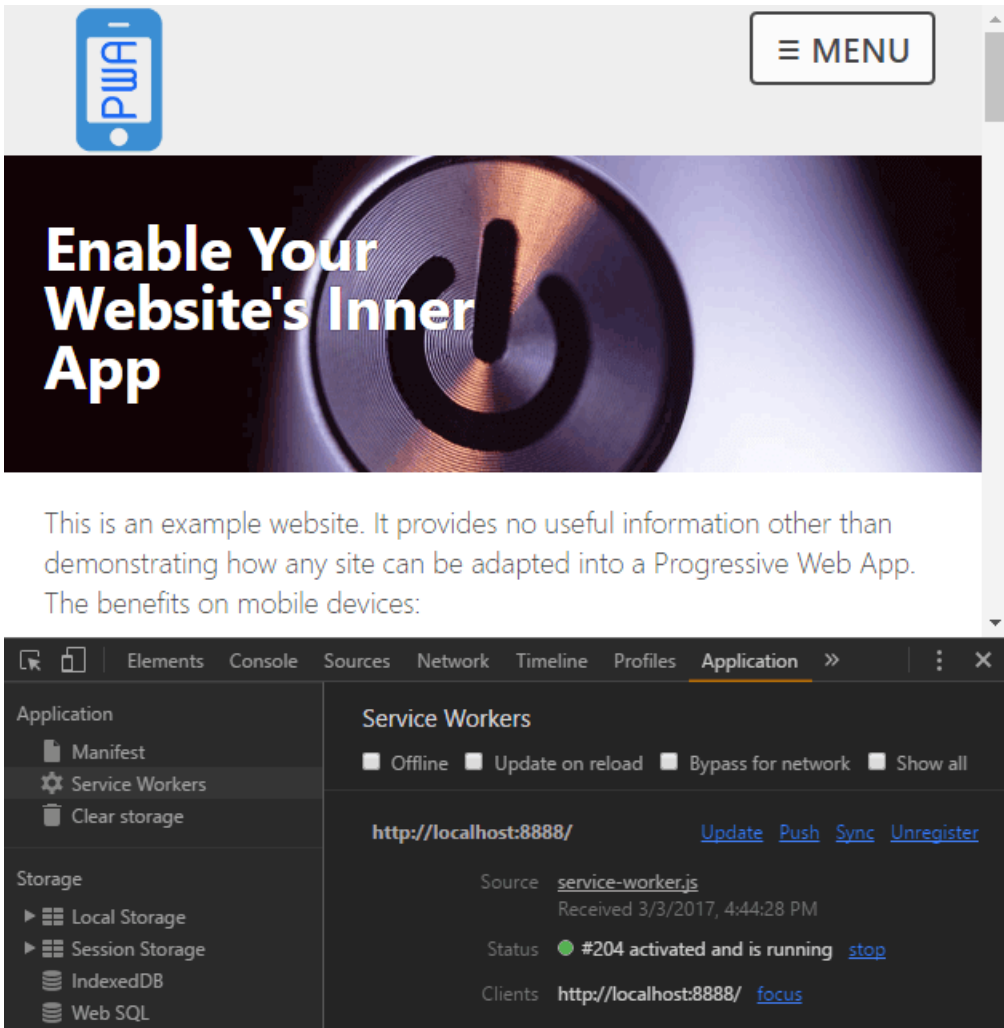 PWA
☰ MENU
Enable Your
Website's Inner
App
This is an example website. It provides no useful information other than
demonstrating how any site can be adapted into a Progressive Web App.
The benefits on mobile devices:
Elements Console Sources Network Timeline Profiles Application »
Application
Manifest
Service Workers
Clear storage
Storage
Local Storage
Session Storage
IndexedDB
Web SQL
Service Workers
Offline Update on reload Bypass for network Show all
http://localhost:8888/ Update Push Sync Unregister
Source service-worker.js
Received 3/3/2017, 4:44:28 PM
Status #204 activated and is running stop
Clients http://localhost:8888/ focus